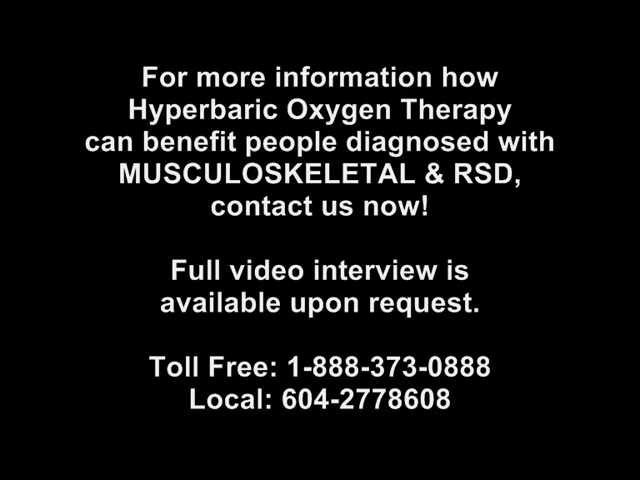 For more information how
Hyperbaric Oxygen Therapy
can benefit people diagnosed with
MUSCULOSKELETAL & RSD,
contact us now!
Full video interview is
available upon request.
Toll Free: 1-888-373-0888
Local: 604-2778608